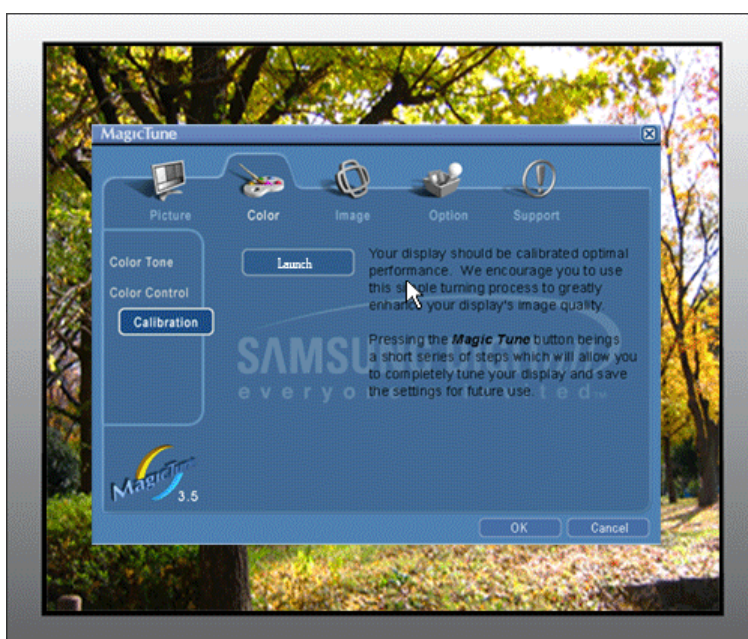 MagicTune
Picture
Color
Image
Option
Support
Color Tone
Color Control
Calibration
Launch
Your display should be calibrated optimal
performance. We encourage you to use
this simple turning process to greatly
enhance your display's image quality.
Pressing the Magic Tune button beings
a short series of steps which will allow you
to completely tune your display and save
the settings for future use.
MagicTune
3.5
OK
Cancel